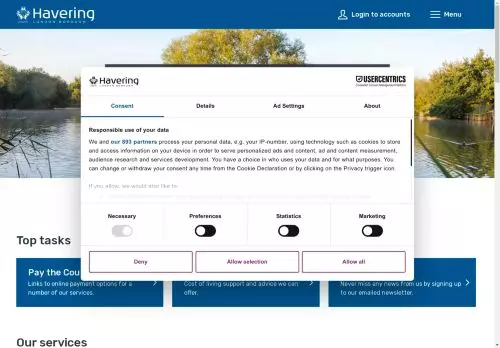 Havering
LONDON BOROUGH
Login to accounts
Menu
Havering
LONDON BOROUGH
USERCENTRICS
Consent
Details
Ad Settings
About
Responsible use of your data
We and our 893 partners process your personal data, e.g. your IP-number, using technology such as cookies to
store and access information on your device in order to serve personalized ads and content, ad and content measurement,
audience research and services development. You have a choice in who uses your data and for what purposes. You
can change or withdraw your consent any time from the Cookie Declaration or by clicking on the Privacy trigger icon.
If you allow, we would also like to:
Necessary
Preferences
Statistics
Marketing
Deny
Allow selection
Allow all
Top tasks
Pay the Cou
Links to online payment options for a
number of our services.
Cost of living support and advice we can
offer.
Never miss any news from us by signing up
to our emailed newsletter.
Our services